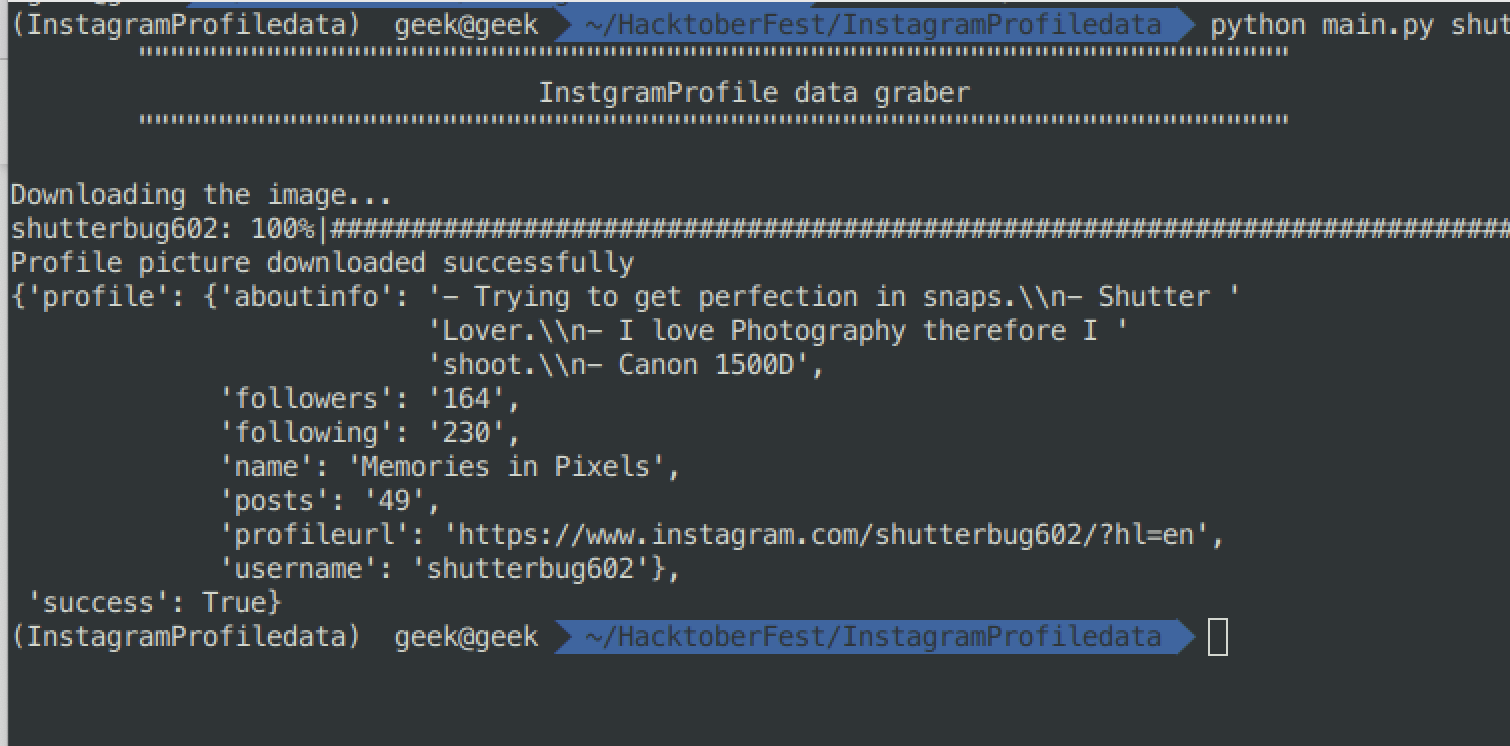 (InstagramProfiledata)  geek@geek  ~/HacktoberFest/InstagramProfiledata  python main.py shut
""""""""""""""""""""""""""""""""""""""""""""""""""""""""""""""""""""""""
InstgramProfile data graber
""""""""""""""""""""""""""""""""""""""""""""""""""""""""""""""""""""""""
Downloading the image...
shutterbug602: 100%|##########################################################################
Profile picture downloaded successfully
{'profile': {'aboutinfo': '— Trying to get perfection in snaps.\\n— Shutter '
                          'Lover.\\n— I love Photography therefore I '
                          'shoot.\\n— Canon 1500D',
             'followers': '164',
             'following': '230',
             'name': 'Memories in Pixels',
             'posts': '49',
             'profileurl': 'https://www.instagram.com/shutterbug602/?hl=en',
             'username': 'shutterbug602'},
 'success': True}
(InstagramProfiledata)  geek@geek  ~/HacktoberFest/InstagramProfiledata